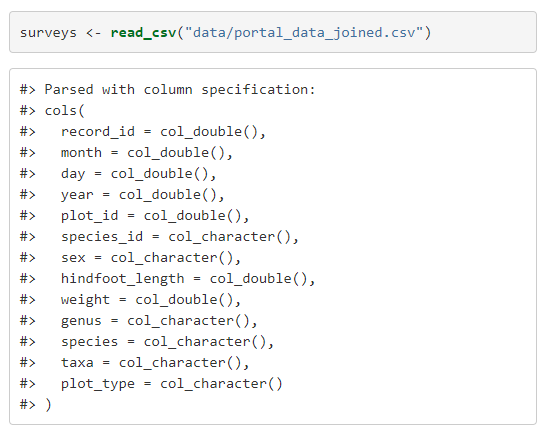 surveys <- read_csv("data/portal_data_joined.csv")
#> Parsed with column specification:
#> cols(
#>   record_id = col_double(),
#>   month = col_double(),
#>   day = col_double(),
#>   year = col_double(),
#>   plot_id = col_double(),
#>   species_id = col_character(),
#>   sex = col_character(),
#>   hindfoot_length = col_double(),
#>   weight = col_double(),
#>   genus = col_character(),
#>   species = col_character(),
#>   taxa = col_character(),
#>   plot_type = col_character()
#> )